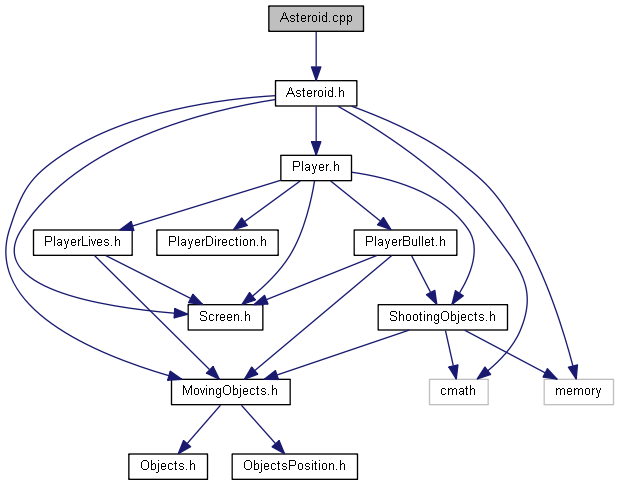 Asteroid.cpp
Asteroid.h
Player.h
PlayerLives.h
PlayerDirection.h
PlayerBullet.h
Screen.h
ShootingObjects.h
MovingObjects.h
cmath
memory
Objects.h
ObjectsPosition.h